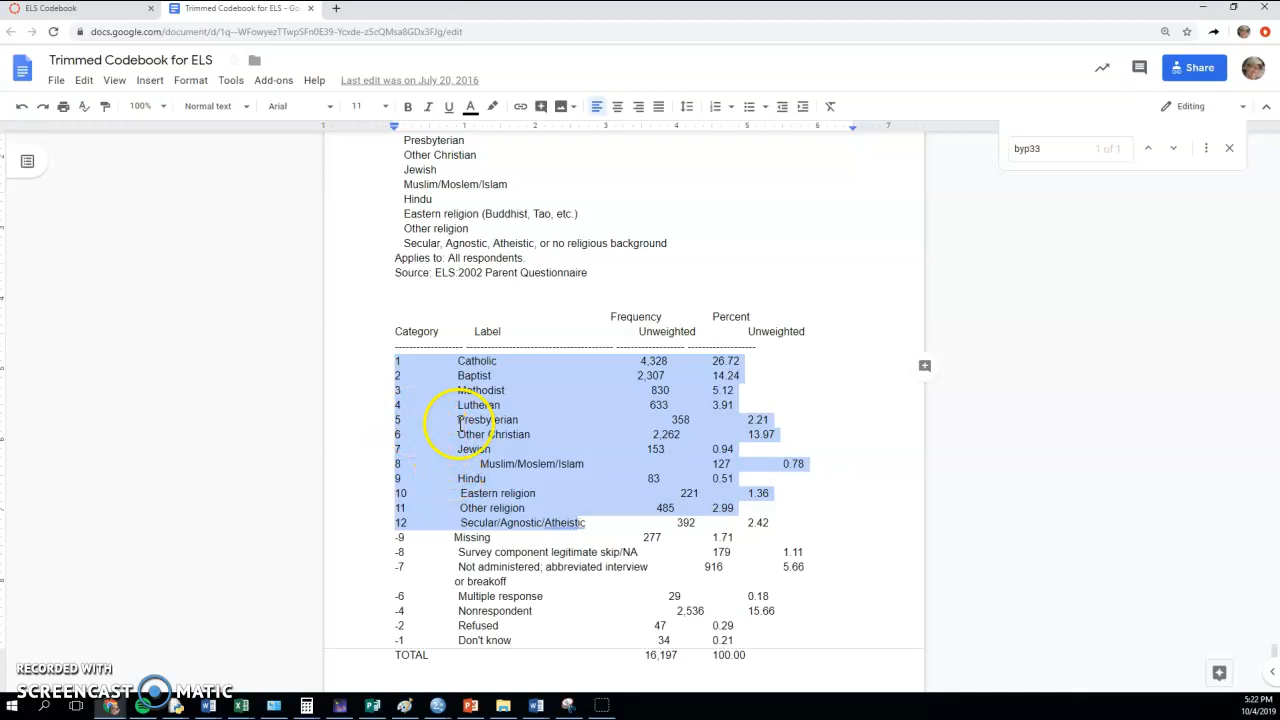 ELS Codebook
Trimmed Codebook for ELS - Go
docs.google.com/document/d/1q--WFowyezTTwpSFn0E39-Ycxde-z5cQMsa8GDx3FJg/edit
Trimmed Codebook for ELS
File Edit View Insert Format Tools Add-ons Help Last edit was on July 20, 2016
Share
100% Normal text Arial 11 Editing
1 1 2 3 4 5 6 7
byp33 1 of 1
Presbyterian
Other Christian
Jewish
Muslim/Moslem/Islam
Hindu
Eastern religion (Buddhist, Tao, etc.)
Other religion
Secular, Agnostic, Atheistic, or no religious background
Applies to: All respondents.
Source: ELS:2002 Parent Questionnaire
Frequency Percent
Category Label Unweighted Unweighted
1 Catholic 4,328 26.72
2 Baptist 2,307 14.24
3 Methodist 830 5.12
4 Lutheran 633 3.91
5 Presbyterian 358 2.21
6 Other Christian 2,262 13.97
7 Jewish 153 0.94
8 Muslim/Moslem/Islam 127 0.78
9 Hindu 83 0.51
10 Eastern religion 221 1.36
11 Other religion 485 2.99
12 Secular/Agnostic/Atheistic 392 2.42
-9 Missing 277 1.71
-8 Survey component legitimate skip/NA 179 1.11
-7 Not administered; abbreviated interview 916 5.66
or breakoff
-6 Multiple response 29 0.18
-4 Nonrespondent 2,536 15.66
-2 Refused 47 0.29
-1 Don't know 34 0.21
TOTAL 16,197 100.00
RECORDED WITH
SCREENCAST MATIC
5:22 PM
10/4/2019